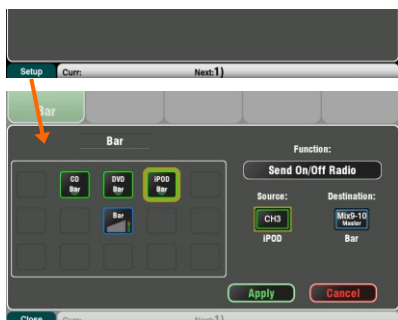 Setup Curr: Next:1)
Bar
Bar
Function:
Send On/Off Radio
CD
Bar
DVD
Bar
iPOD
Bar
Source: Destination:
Bar
CH3
Mix9-10
Master
iPOD Bar
Apply Cancel
Close Curr: Next:1)